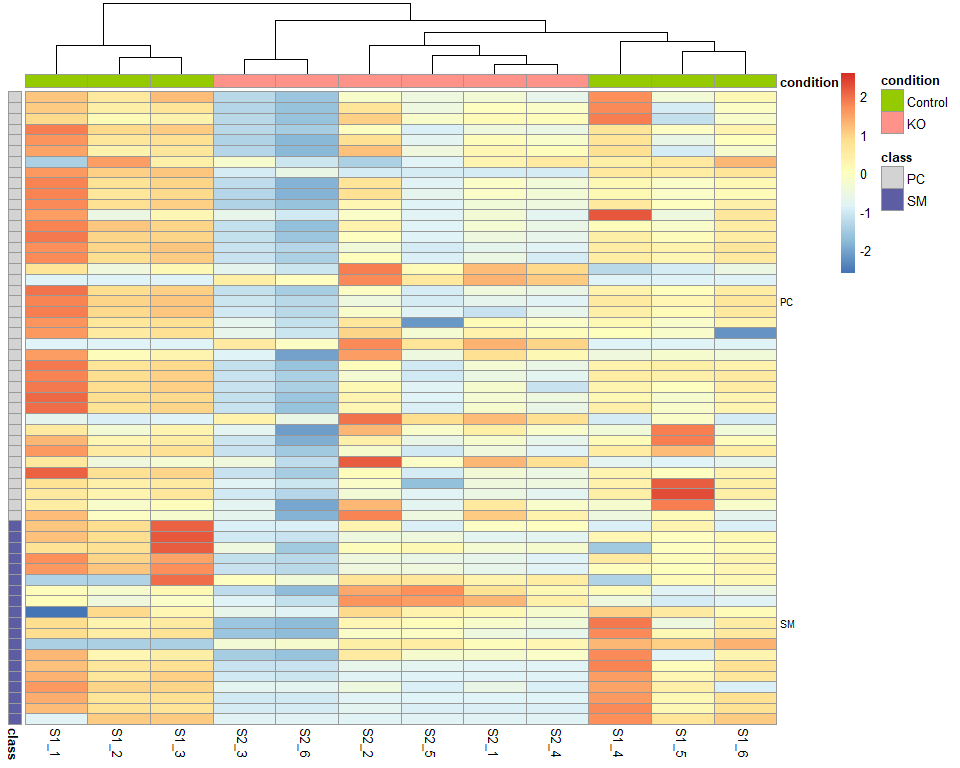 condition
2
1
0
-1
-2
condition
Control
KO
class
PC
SM
PC
SM
class
S1_1
S1_2
S1_3
S2_3
S2_6
S2_2
S2_5
S2_1
S2_4
S1_4
S1_5
S1_6